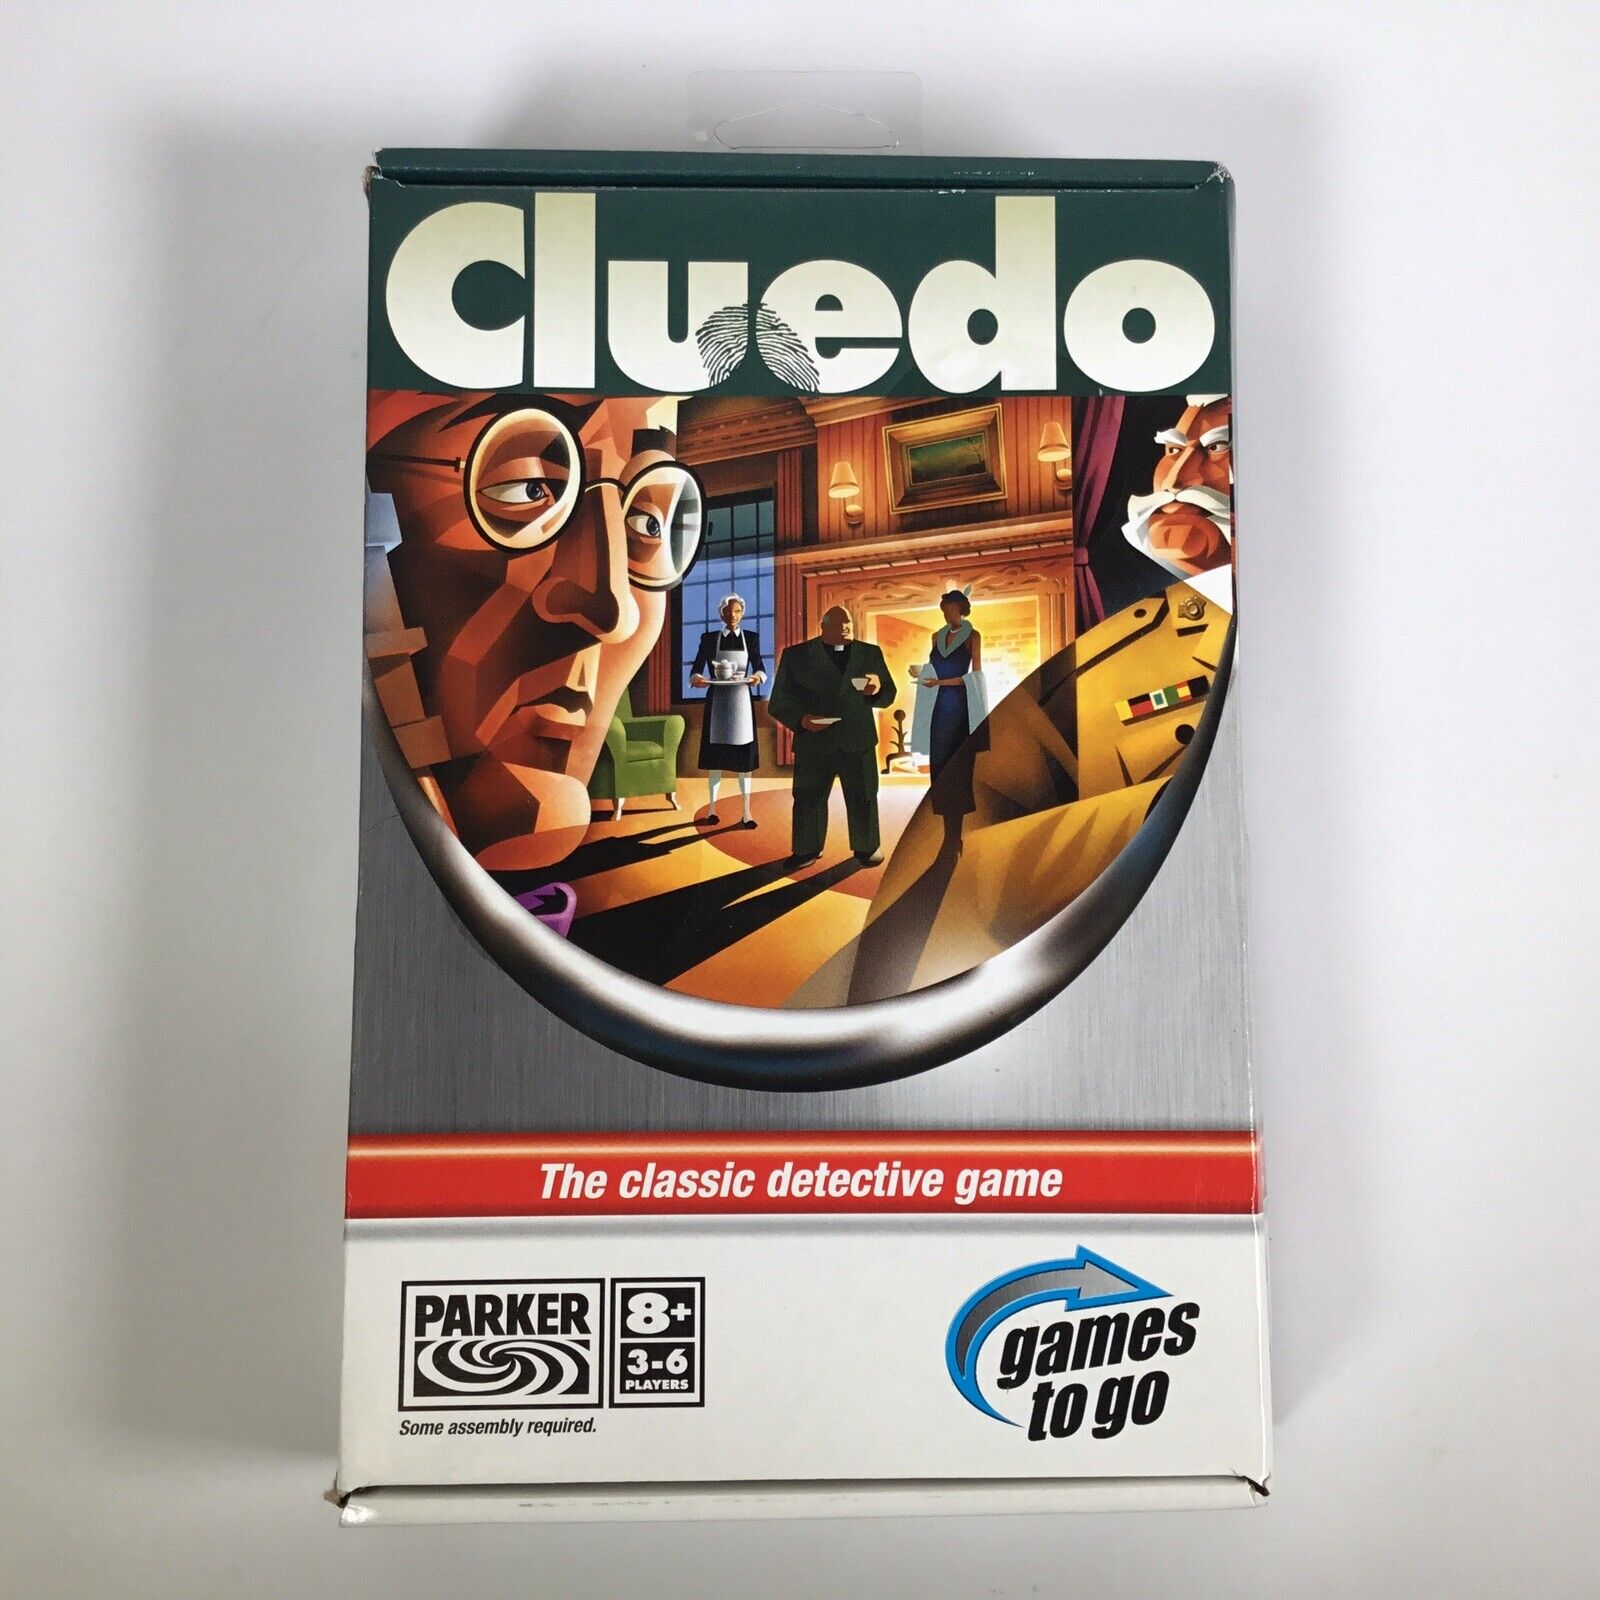 Cluedo
The classic detective game
PARKER
8+
3-6
PLAYERS
Some assembly required.
games
to go